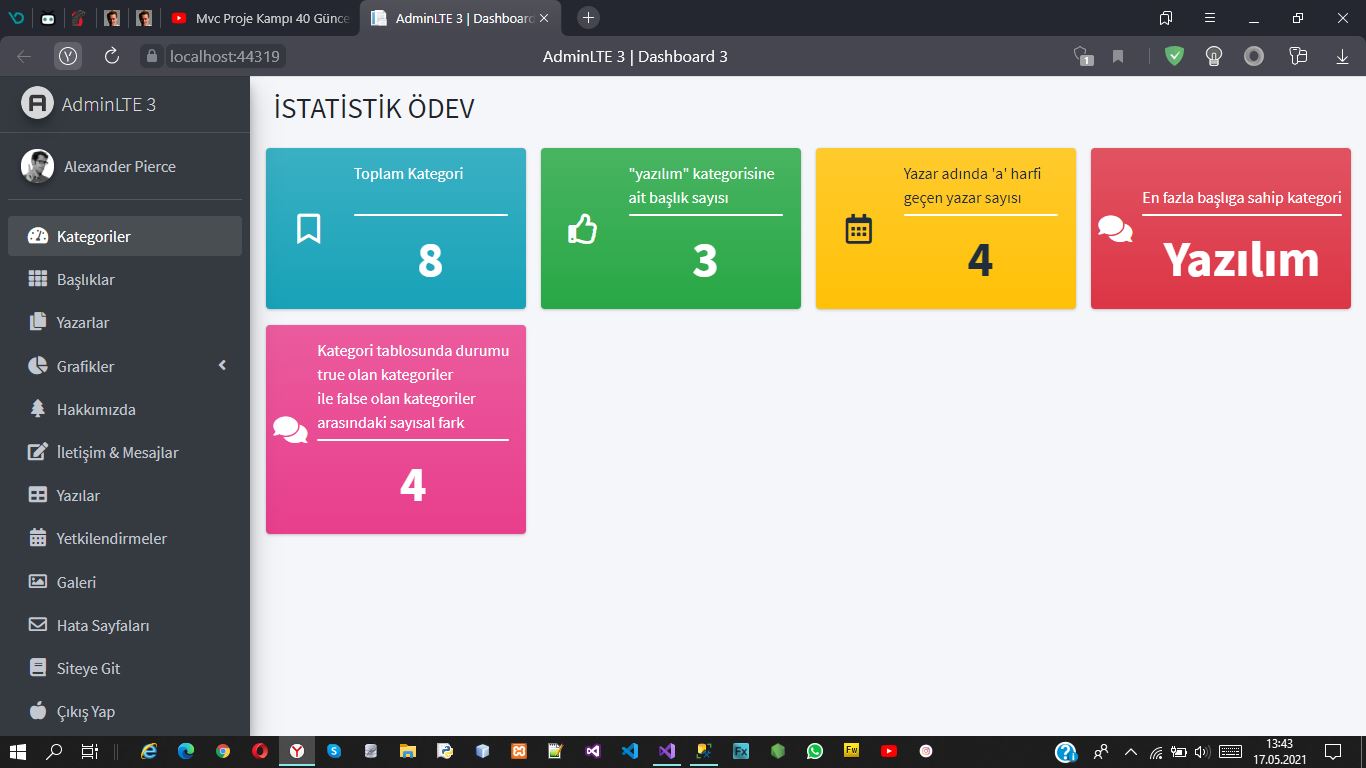 Mvc Proje Kampı 40 Günce
AdminLTE 3 | Dashboard
localhost:44319
AdminLTE 3 | Dashboard 3
1
AdminLTE 3
Alexander Pierce
Kategoriler
Başlıklar
Yazarlar
Grafikler
Hakkımızda
İletişim & Mesajlar
Yazılar
Yetkilendirmeler
Galeri
Hata Sayfaları
Siteye Git
Çıkış Yap
İSTATİSTİK ÖDEV
Toplam Kategori
8
"yazılım" kategorisine
ait başlık sayısı
3
Yazar adında 'a' harfi
geçen yazar sayısı
4
En fazla başlıga sahip kategori
Yazılım
Kategori tablosunda durumu
true olan kategoriler
ile false olan kategoriler
arasındaki sayısal fark
4
Fx
Fw
13:43
17.05.2021